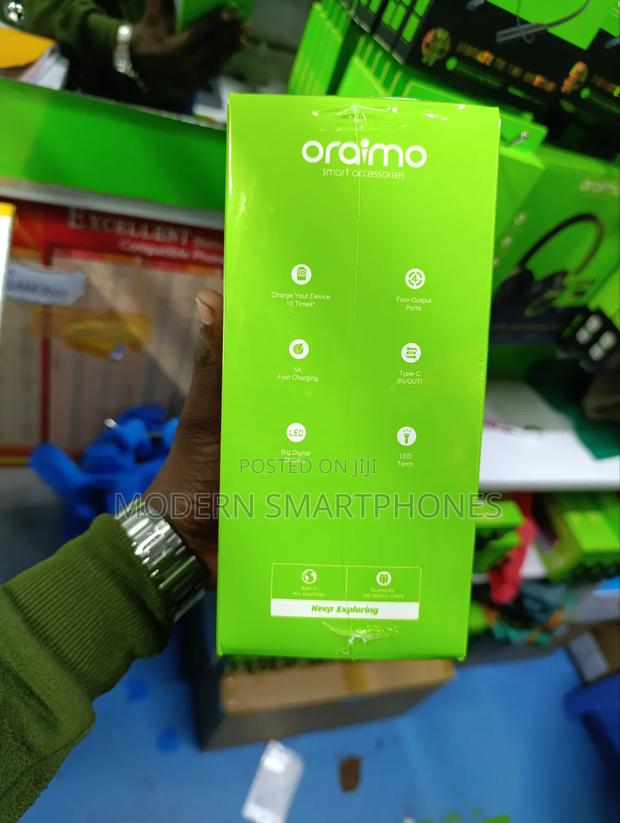 oraimo
smart accessories
Charge Your Device
10 Times*
Four Output
Ports
5A
Fast Charging
Type-C
(IN/OUT)
LED
Big Digital
LED
Torch
POSTED ON JIJI
MODERN SMARTPHONES
Keep Exploring
EXCELLENT
oraimo